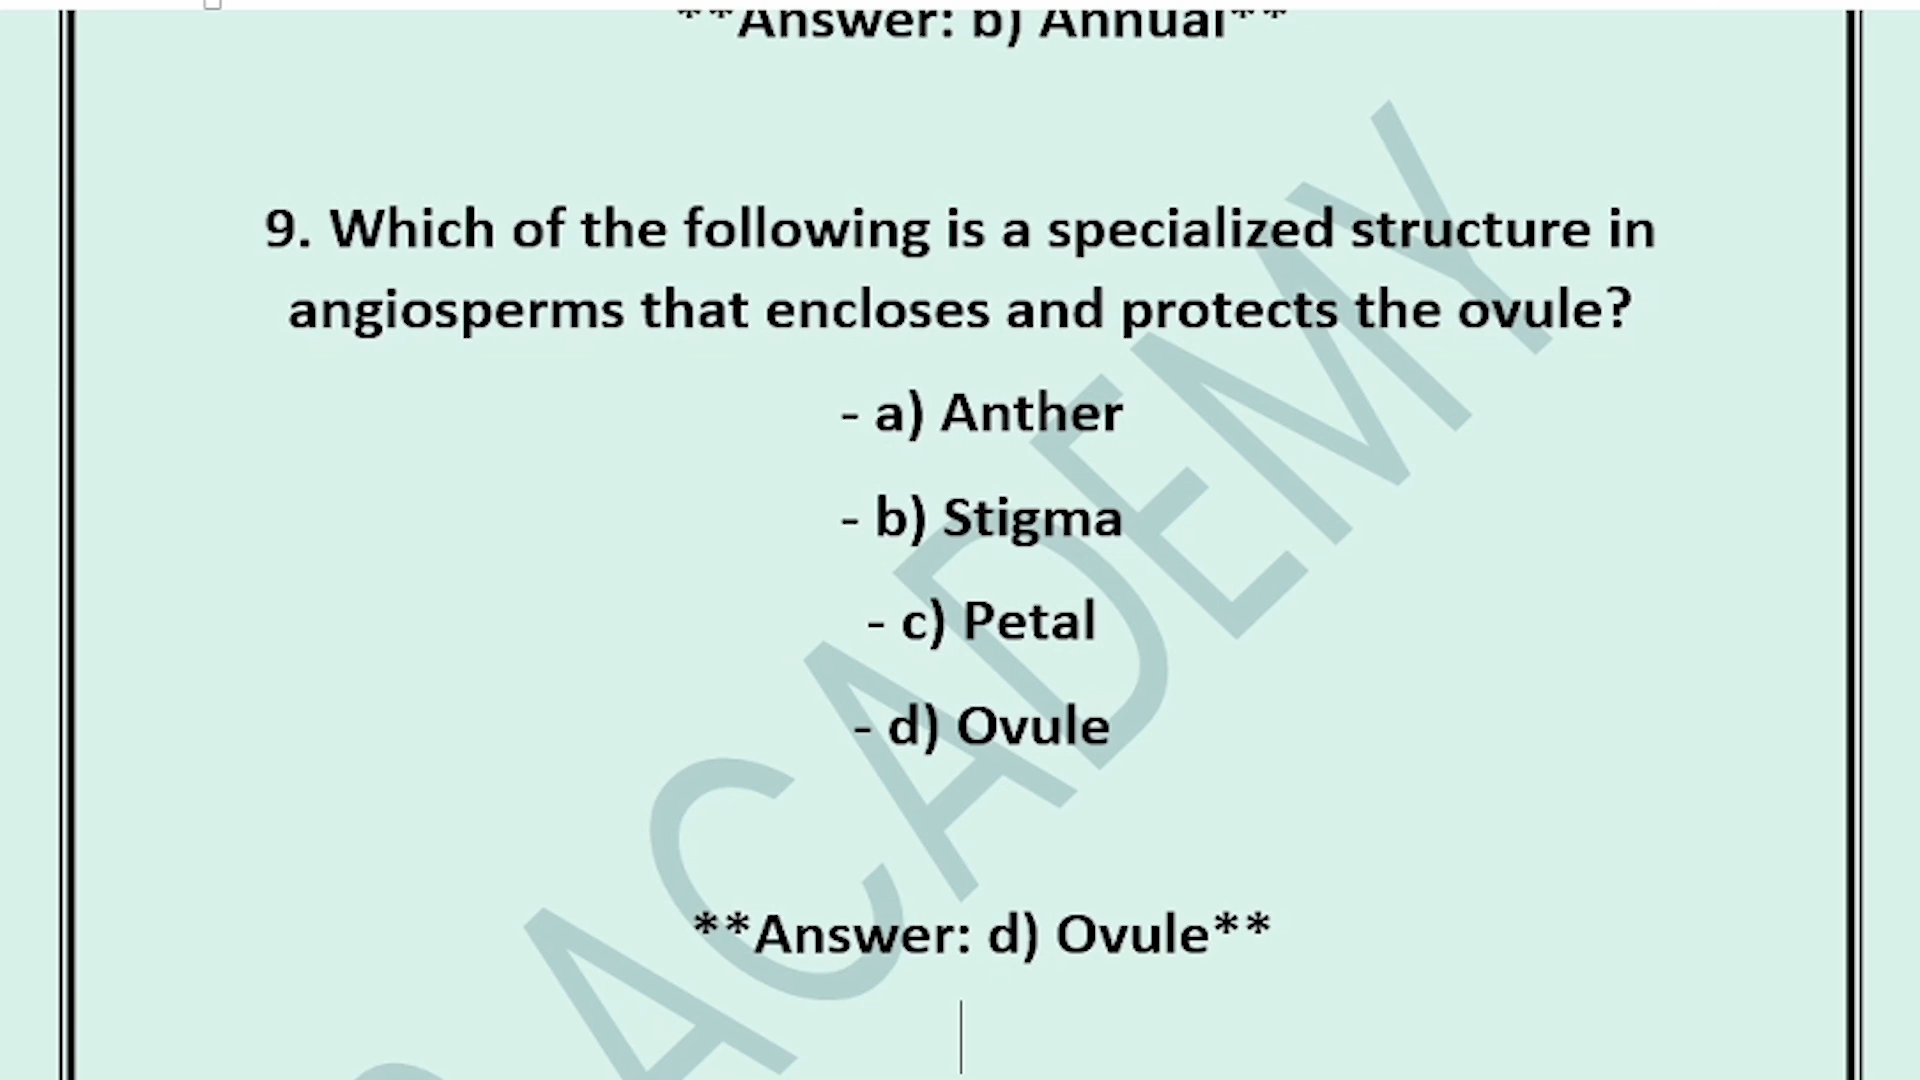 **Answer: b) Annual**
9. Which of the following is a specialized structure in
angiosperms that encloses and protects the ovule?
- a) Anther
- b) Stigma
- c) Petal
- d) Ovule
**Answer: d) Ovule**
ACADEMY